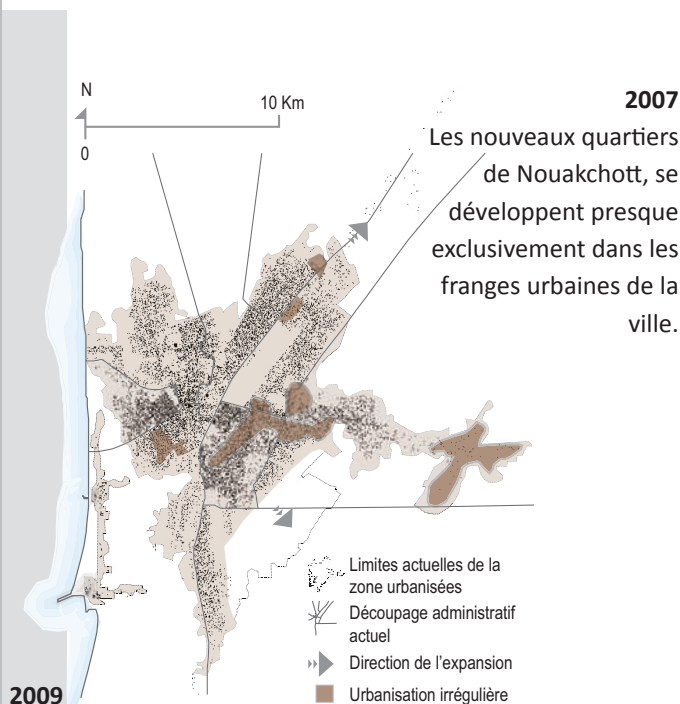 N
10 Km
0
2007
Les nouveaux quartiers
de Nouakchott, se
développent presque
exclusivement dans les
franges urbaines de la
ville.
Limites actuelles de la
zone urbanisées
Découpage administratif
actuel
Direction de l'expansion
Urbanisation irrégulière
2009